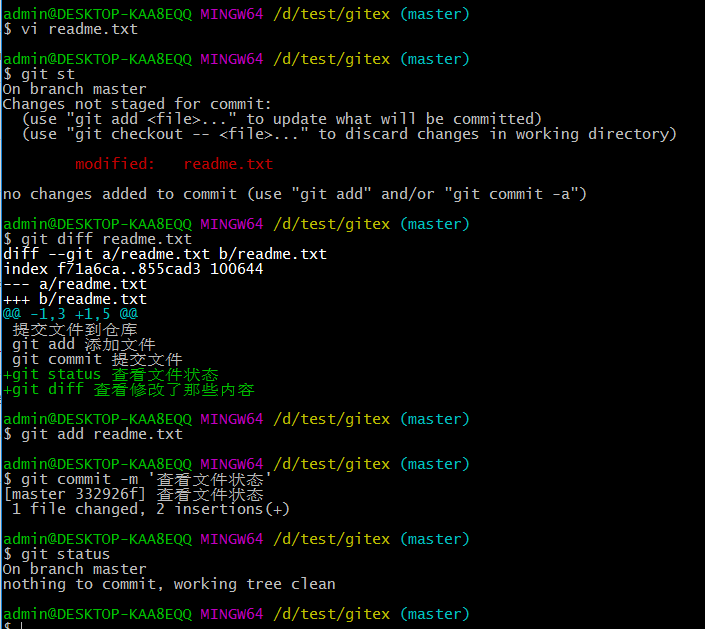 admin@DESKTOP-KAA8EQQ MINGW64 /d/test/gitex (master)
$ vi readme.txt
admin@DESKTOP-KAA8EQQ MINGW64 /d/test/gitex (master)
$ git st
On branch master
Changes not staged for commit:
  (use "git add <file>..." to update what will be committed)
  (use "git checkout -- <file>..." to discard changes in working directory)
        modified:   readme.txt
no changes added to commit (use "git add" and/or "git commit -a")
admin@DESKTOP-KAA8EQQ MINGW64 /d/test/gitex (master)
$ git diff readme.txt
diff --git a/readme.txt b/readme.txt
index f71a6ca..855cad3 100644
--- a/readme.txt
+++ b/readme.txt
@@ -1,3 +1,5 @@
 提交文件到仓库
 git add 添加文件
 git commit 提交文件
+git status 查看文件状态
+git diff 查看修改了那些内容
admin@DESKTOP-KAA8EQQ MINGW64 /d/test/gitex (master)
$ git add readme.txt
admin@DESKTOP-KAA8EQQ MINGW64 /d/test/gitex (master)
$ git commit -m '查看文件状态'
[master 332926f] 查看文件状态
 1 file changed, 2 insertions(+)
admin@DESKTOP-KAA8EQQ MINGW64 /d/test/gitex (master)
$ git status
On branch master
nothing to commit, working tree clean
admin@DESKTOP-KAA8EQQ MINGW64 /d/test/gitex (master)
$